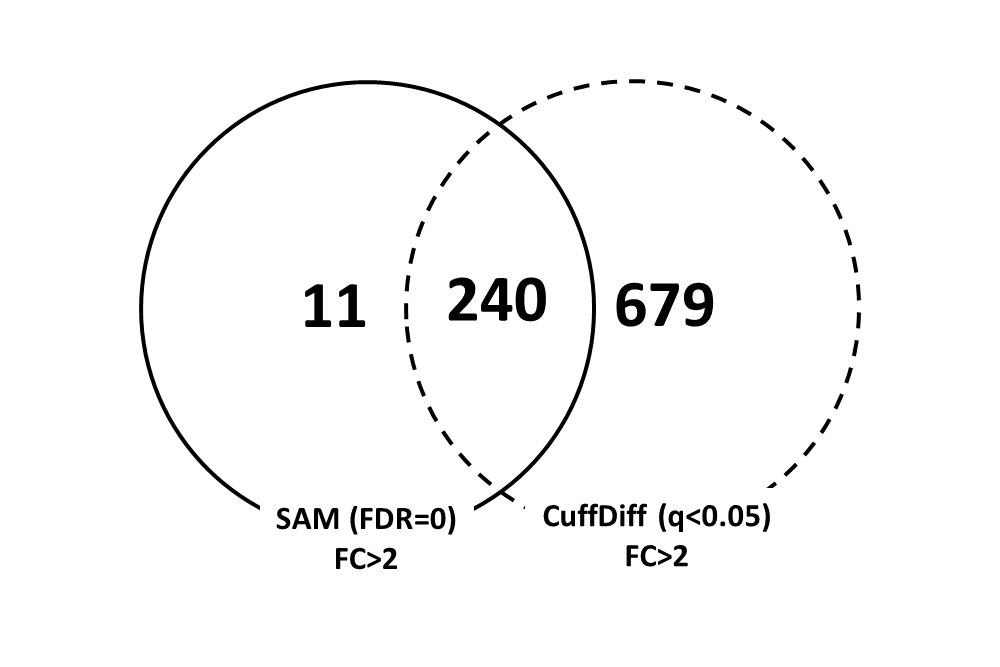 11
240
679
SAM (FDR=0)
FC>2
CuffDiff (q<0.05)
FC>2